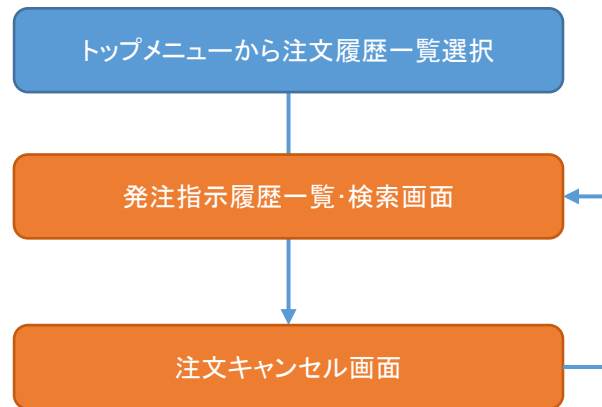 トップメニューから注文履歴一覧選択
発注指示履歴一覧・検索画面
注文キャンセル画面